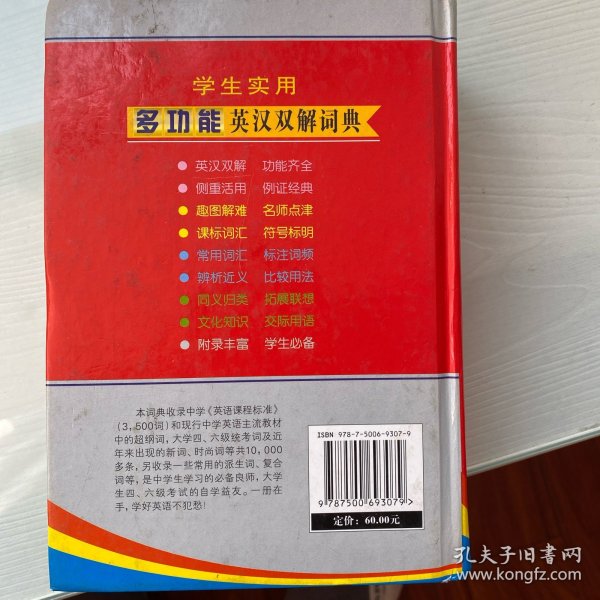 学生实用
多功能英汉双解词典
英汉双解 功能齐全
侧重活用 例证经典
趣图解难 名师点津
课标词汇 符号标明
常用词汇 标注词频
辨析近义 比较用法
同义归类 拓展联想
文化知识 交际用语
附录丰富 学生必备
本词典收录中学《英语课程标准》
(3,500词)和现行中学英语主流教材
中的超纲词,大学四、六级统考词及近
年来出现的新词、时尚词等共10,000
多条,另收录一些常用的派生词、复合
词等,是中学生学习的必备良师,大学
生四、六级考试的自学益友。一册在
手,学好英语不犯愁!
ISBN 978-7-5006-9307-9
9 787500 693079 >
定价: 60.00元
孔夫子旧书网
www.kongfz.com